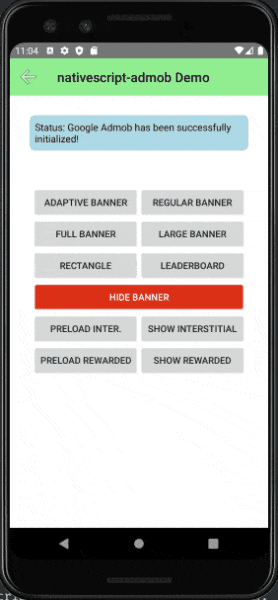 11:04
nativescript-admob Demo
Status: Google Admob has been successfully
initialized!
ADAPTIVE BANNER
REGULAR BANNER
FULL BANNER
LARGE BANNER
RECTANGLE
LEADERBOARD
HIDE BANNER
PRELOAD INTER.
SHOW INTERSTITIAL
PRELOAD REWARDED
SHOW REWARDED